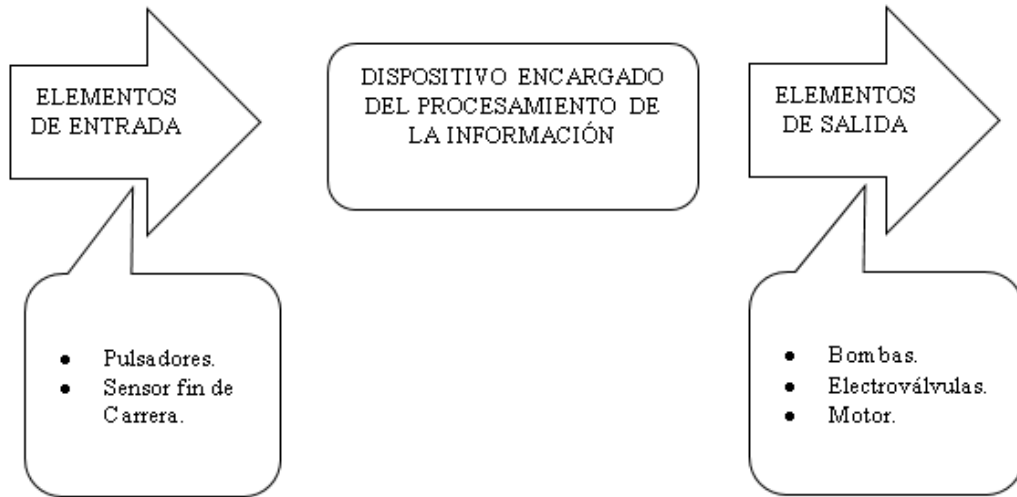 ELEMENTOS
DE ENTRADA
DISPOSITIVO ENCARGADO
DEL PROCESAMIENTO DE
LA INFORMACIÓN
ELEMENTOS
DE SALIDA
• Pulsadores.
• Sensor fin de
Carrera.
• Bombas.
• Electroválvulas.
• Motor.